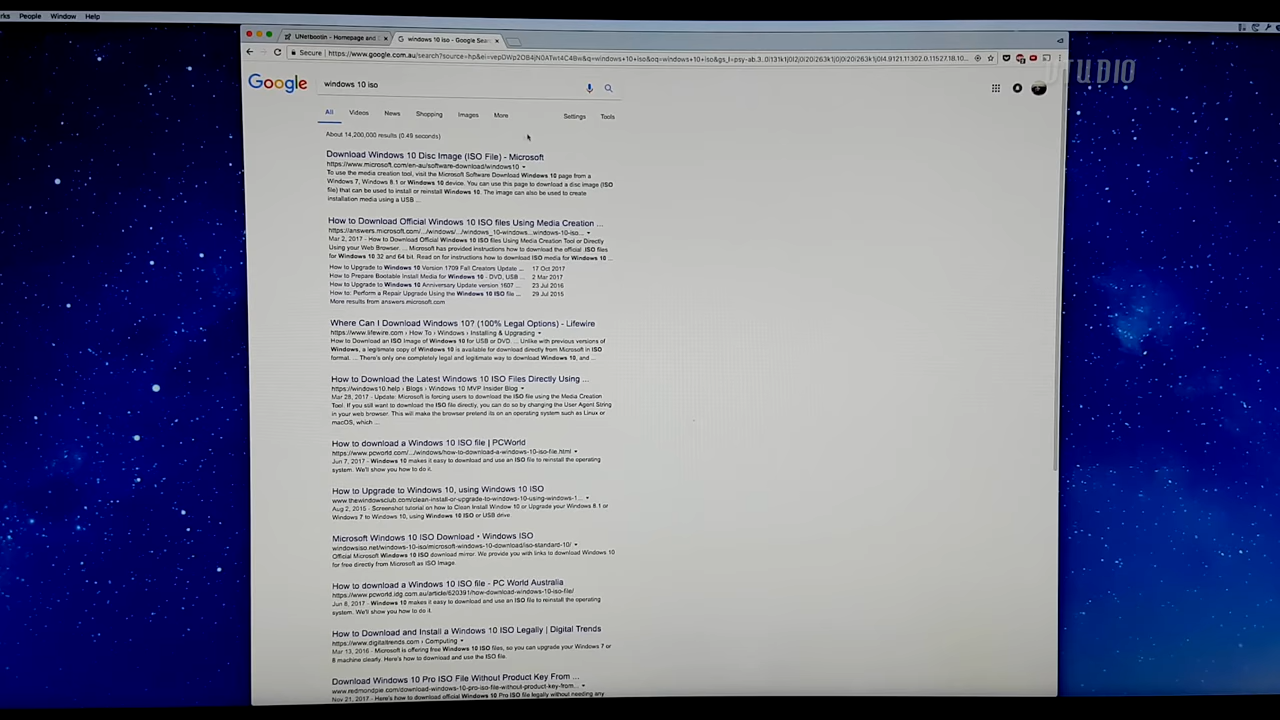 rks People Window Help
UNetbootin - Homepage and
windows 10 iso - Google Sear
Secure https://www.google.com.au/search?source=hp&ei=
STUDIO
Google windows 10 iso
All Videos News Shopping Images More Settings Tools
About 14,200,000 results (0.49 seconds)
Download Windows 10 Disc Image (ISO File) - Microsoft
https://www.microsoft.com/en-au/software-download/windows10
To use the media creation tool, visit the Microsoft Software Download Windows 10 page from a
Windows 7, Windows 8.1 or Windows 10 device. You can use this page to download a disc image (ISO
file) that can be used to install or reinstall Windows 10. The image can also be used to create
installation media using a USB ...
How to Download Official Windows 10 ISO files Using Media Creation ...
https://answers.microsoft.com/.../windows/.../windows_10-windows...windows-10-iso...
Mar 2, 2017 - How to Download Official Windows 10 ISO files Using Media Creation Tool or Directly
Using your Web Browser. ... Microsoft has provided instructions how to download the official .ISO files
for Windows 10 32 and 64 bit. Read on for instructions how to download ISO media for Windows 10 ...
How to Upgrade to Windows 10 Version 1709 Fall Creators Update ... 17 Oct 2017
How to Prepare Bootable Install Media for Windows 10 - DVD, USB ... 2 Mar 2017
How to Upgrade to Windows 10 Anniversary Update version 1607 ... 23 Jul 2016
How to: Perform a Repair Upgrade Using the Windows 10 ISO file ... 29 Jul 2015
More results from answers.microsoft.com
Where Can I Download Windows 10? (100% Legal Options) - Lifewire
https://www.lifewire.com › How To › Windows › Installing & Upgrading
How to Download an ISO Image of Windows 10 for USB or DVD. ... Unlike with previous versions of
Windows, a legitimate copy of Windows 10 is available for download directly from Microsoft in ISO
format. ... There's only one completely legal and legitimate way to download Windows 10, and ...
How to Download the Latest Windows 10 ISO Files Directly Using ...
https://windows10.help › Blogs › Windows 10 MVP Insider Blog
Mar 28, 2017 - Update: Microsoft is forcing users to download the ISO file using the Media Creation
Tool. If you still want to download the ISO file directly, you can do so by changing the User Agent String
in your web browser. This will make the browser pretend its on an operating system such as Linux or
macOS, which ...
How to download a Windows 10 ISO file | PCWorld
https://www.pcworld.com/.../windows/how-to-download-a-windows-10-iso-file.html
Jun 7, 2017 - Windows 10 makes it easy to download and use an ISO file to reinstall the operating
system. We'll show you how to do it.
How to Upgrade to Windows 10, using Windows 10 ISO
www.thewindowsclub.com/clean-install-or-upgrade-to-windows-10-using-windows-1...
Aug 2, 2015 - Screenshot tutorial on how to Clean Install Window 10 or Upgrade your Windows 8.1 or
Windows 7 to Windows 10, using Windows 10 ISO or USB drive.
Microsoft Windows 10 ISO Download • Windows ISO
windowsiso.net/windows-10-iso/microsoft-windows-10-download/iso-standard-10/
Official Microsoft Windows 10 ISO download mirror. We provide you with links to download Windows 10
for free directly from Microsoft as ISO Image.
How to download a Windows 10 ISO file - PC World Australia
https://www.pcworld.idg.com.au/article/620391/how-download-windows-10-iso-file/
Jun 8, 2017 - Windows 10 makes it easy to download and use an ISO file to reinstall the operating
system. We'll show you how to do it.
How to Download and Install a Windows 10 ISO Legally | Digital Trends
https://www.digitaltrends.com › Computing
Mar 13, 2016 - Microsoft is offering free Windows 10 ISO files, so you can upgrade your Windows 7 or
8 machine cleanly. Here's how to download and use the ISO file.
Download Windows 10 Pro ISO File Without Product Key From ...
www.redmondpie.com/download-windows-10-pro-iso-file-without-product-key-from...
Nov 21, 2017 - Here's how to download official Windows 10 Pro ISO file legally without needing any